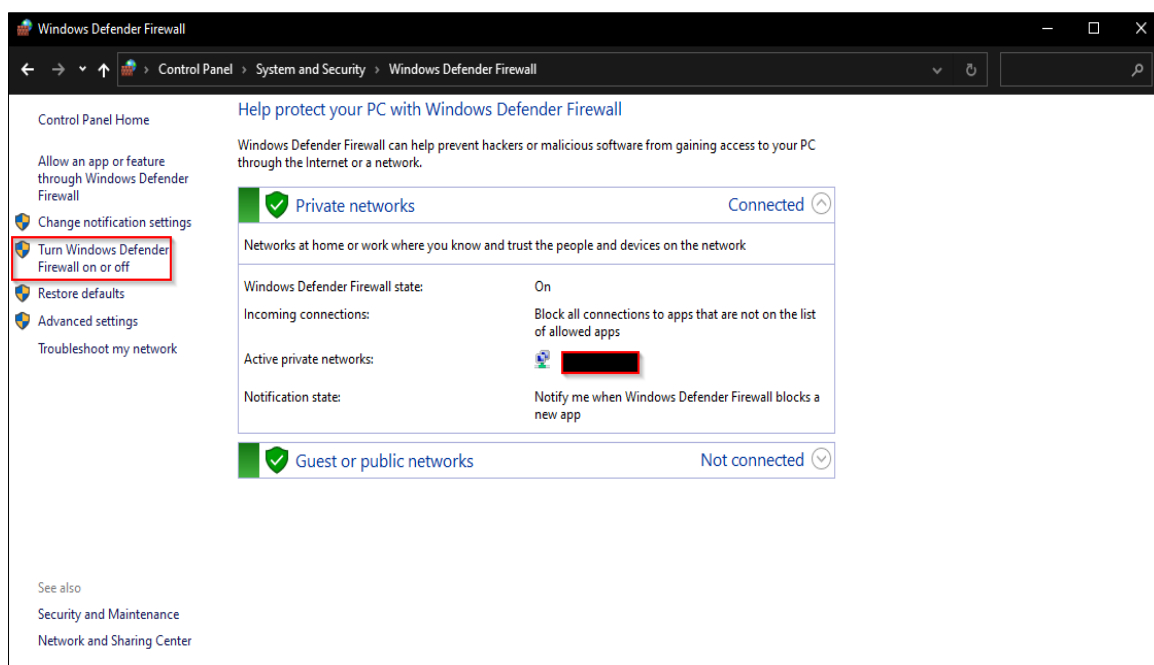 Windows Defender Firewall
Control Panel > System and Security > Windows Defender Firewall
Control Panel Home
Allow an app or feature
through Windows Defender
Firewall
Change notification settings
Turn Windows Defender
Firewall on or off
Restore defaults
Advanced settings
Troubleshoot my network
Help protect your PC with Windows Defender Firewall
Windows Defender Firewall can help prevent hackers or malicious software from gaining access to your PC
through the Internet or a network.
Private networks Connected
Networks at home or work where you know and trust the people and devices on the network
Windows Defender Firewall state: On
Incoming connections: Block all connections to apps that are not on the list
of allowed apps
Active private networks:
Notification state: Notify me when Windows Defender Firewall blocks a
new app
Guest or public networks Not connected
See also
Security and Maintenance
Network and Sharing Center